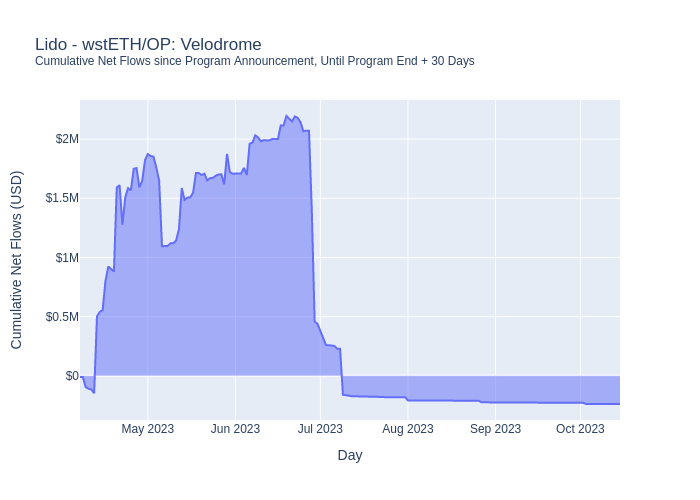 Lido - wstETH/OP: Velodrome
Cumulative Net Flows since Program Announcement, Until Program End + 30 Days
Cumulative Net Flows (USD)
$2M
$1.5M
$1M
$0.5M
$0
May 2023 Jun 2023 Jul 2023 Aug 2023 Sep 2023 Oct 2023
Day